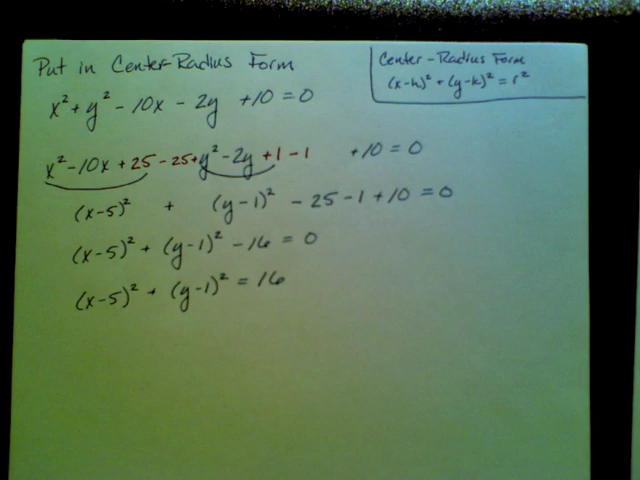 Put in Center-Radius Form
Center-Radius Form
(x-h)² + (y-k)² = r²
x² + y² - 10x - 2y + 10 = 0
x² - 10x + 25 - 25 + y² - 2y + 1 - 1 + 10 = 0
(x-5)² + (y-1)² - 25 - 1 + 10 = 0
(x-5)² + (y-1)² - 16 = 0
(x-5)² + (y-1)² = 16